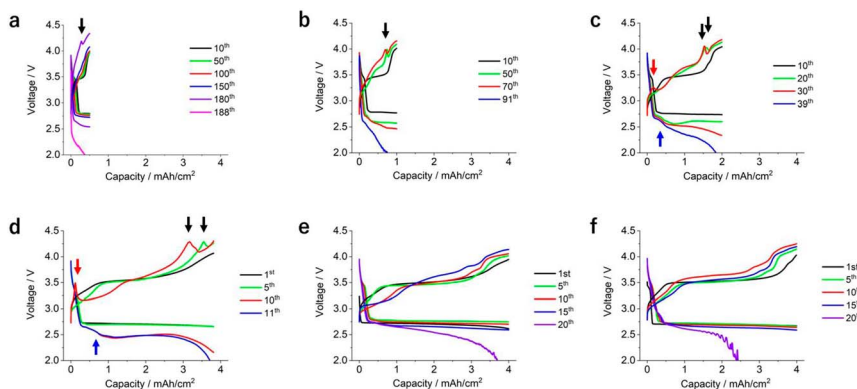 a
b
c
Voltage / V
4.5
4.0
3.5
3.0
2.5
2.0
0 1 2 3 4
Capacity / mAh/cm²
10th
50th
100th
150th
180th
188th
Voltage / V
4.5
4.0
3.5
3.0
2.5
2.0
0 1 2 3 4
Capacity / mAh/cm²
10th
50th
70th
91th
Voltage / V
4.5
4.0
3.5
3.0
2.5
2.0
0 1 2 3 4
Capacity / mAh/cm²
10th
20th
30th
39th
d
e
f
Voltage / V
4.5
4.0
3.5
3.0
2.5
2.0
0 1 2 3 4
Capacity / mAh/cm²
1st
5th
10th
11th
Voltage / V
4.5
4.0
3.5
3.0
2.5
2.0
0 1 2 3 4
Capacity / mAh/cm²
1st
5th
10th
15th
20th
Voltage / V
4.5
4.0
3.5
3.0
2.5
2.0
0 1 2 3 4
Capacity / mAh/cm²
1st
5th
10t
15t
20t